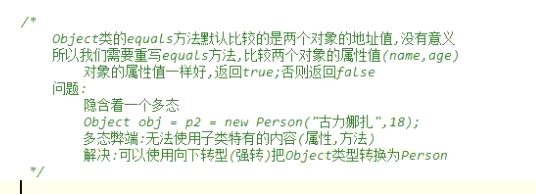 /*
Object类的equals方法默认比较的是两个对象的地址值,没有意义
所以我们需要重写equals方法,比较两个对象的属性值(name,age)
对象的属性值一样好,返回true;否则返回false
问题:
隐含着一个多态
Object obj = p2 = new Person("古力娜扎",18);
多态弊端:无法使用子类特有的内容(属性,方法)
解决:可以使用向下转型(强转)把Object类型转换为Person
*/